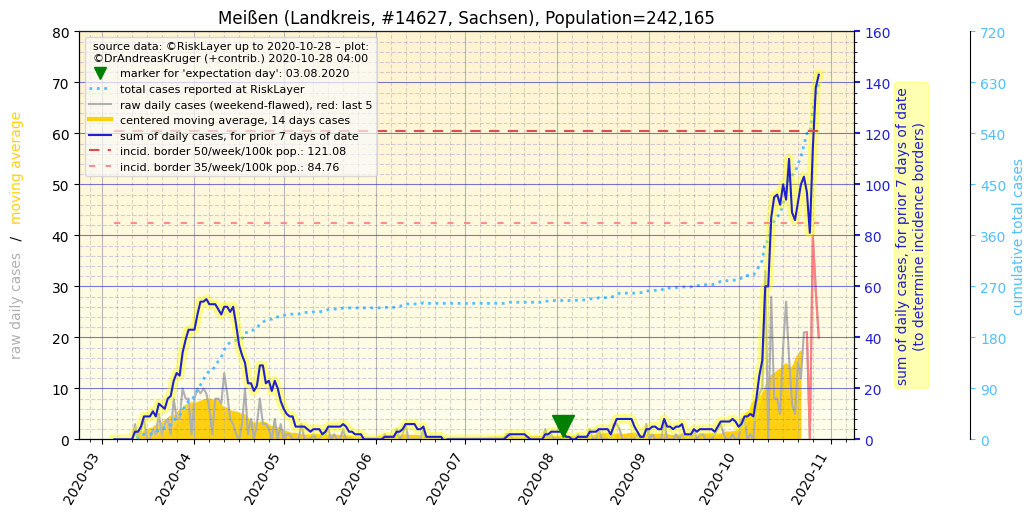 Meißen (Landkreis, #14627, Sachsen), Population=242,165
source data: ©RiskLayer up to 2020-10-28 – plot:
©DrAndreasKruger (+contrib.) 2020-10-28 04:00
marker for 'expectation day': 03.08.2020
total cases reported at RiskLayer
raw daily cases (weekend-flawed), red: last 5
centered moving average, 14 days cases
sum of daily cases, for prior 7 days of date
incid. border 50/week/100k pop.: 121.08
incid. border 35/week/100k pop.: 84.76
raw daily cases / moving average
80
70
60
50
40
30
20
10
0
160
140
120
100
80
60
40
20
0
sum of daily cases, for prior 7 days of date
(to determine incidence borders)
720
630
540
450
360
270
180
90
0
cumulative total cases
2020-03
2020-04
2020-05
2020-06
2020-07
2020-08
2020-09
2020-10
2020-11